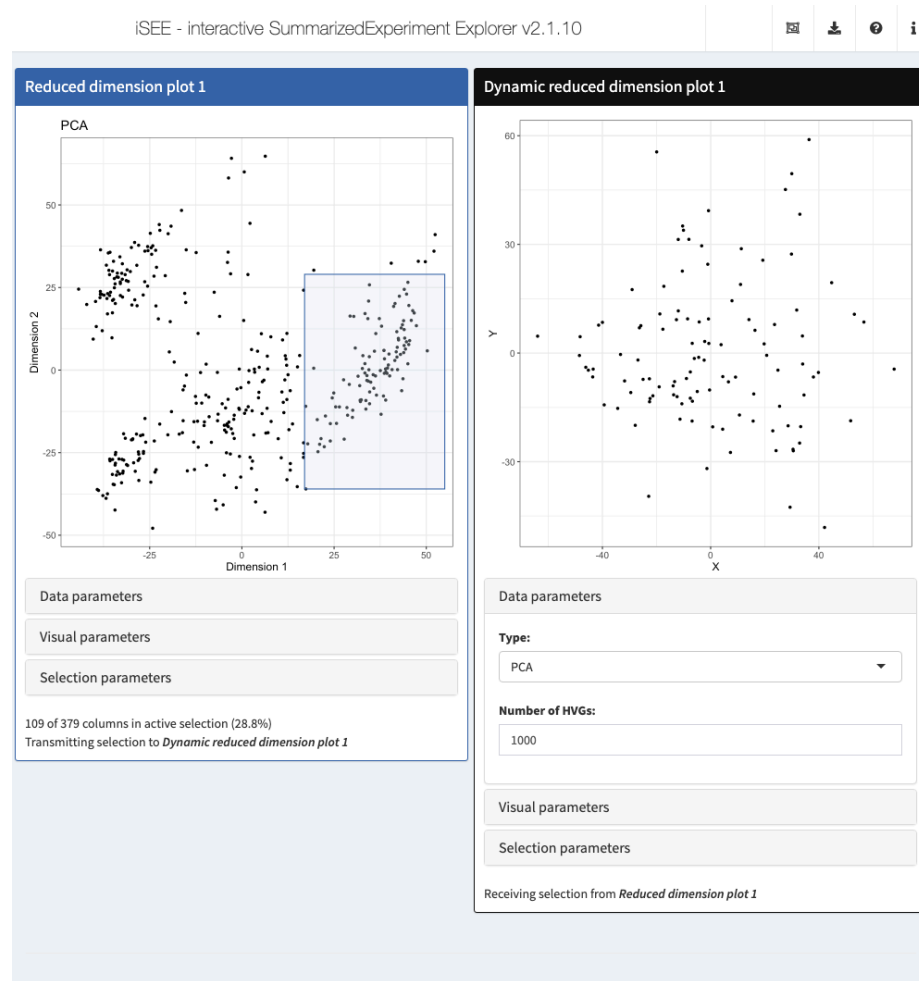 iSEE - interactive SummarizedExperiment Explorer v2.1.10
Reduced dimension plot 1
PCA
50
25
0
-25
-50
Dimension 2
-25
0
25
50
Dimension 1
Data parameters
Visual parameters
Selection parameters
109 of 379 columns in active selection (28.8%)
Transmitting selection to Dynamic reduced dimension plot 1
Dynamic reduced dimension plot 1
60
30
0
-30
Y
-40
0
40
X
Data parameters
Type:
PCA
Number of HVGs:
1000
Visual parameters
Selection parameters
Receiving selection from Reduced dimension plot 1